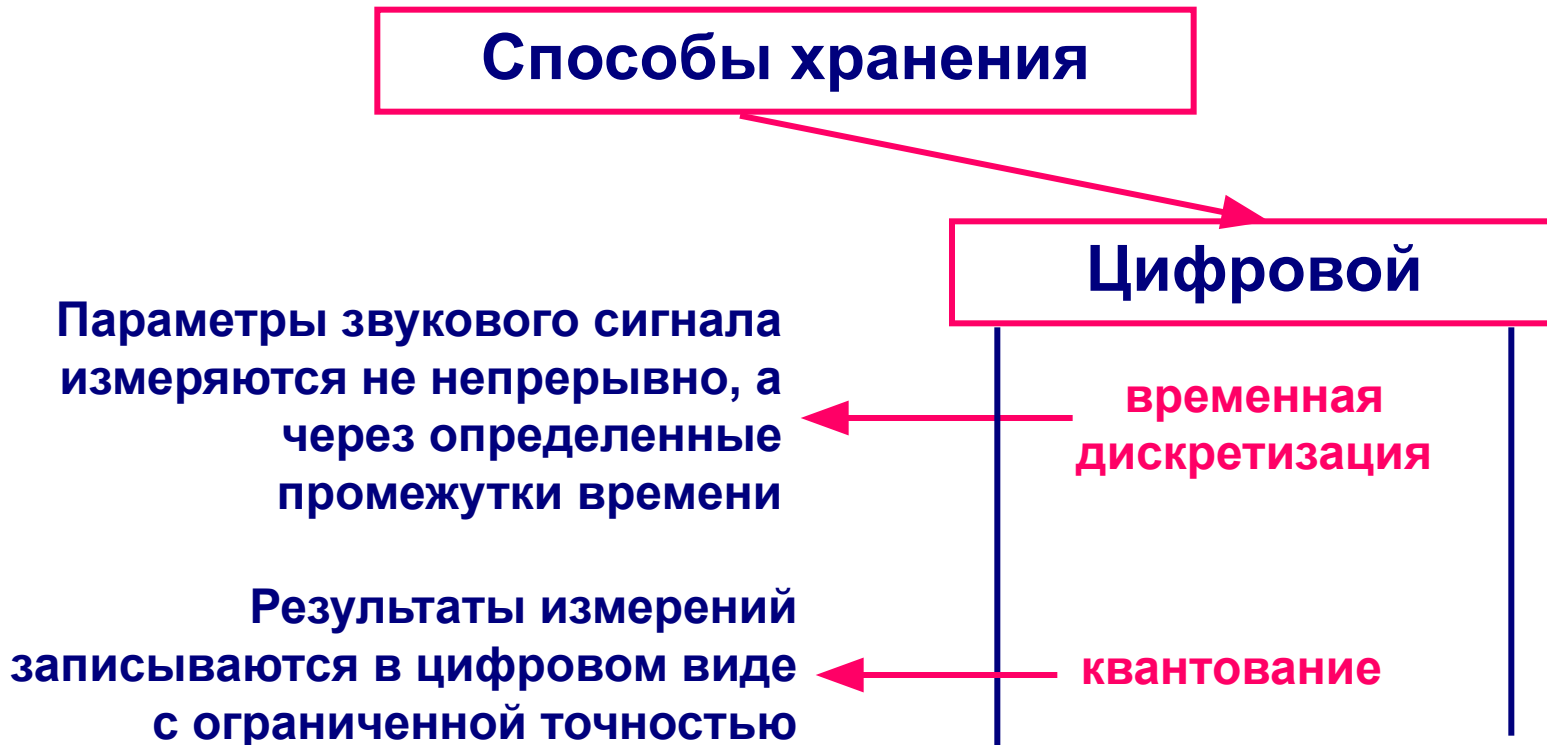 Способы хранения
Цифровой
Параметры звукового сигнала
измеряются не непрерывно, а
через определенные
промежутки времени
временная
дискретизация
Результаты измерений
записываются в цифровом виде
с ограниченной точностью
квантование